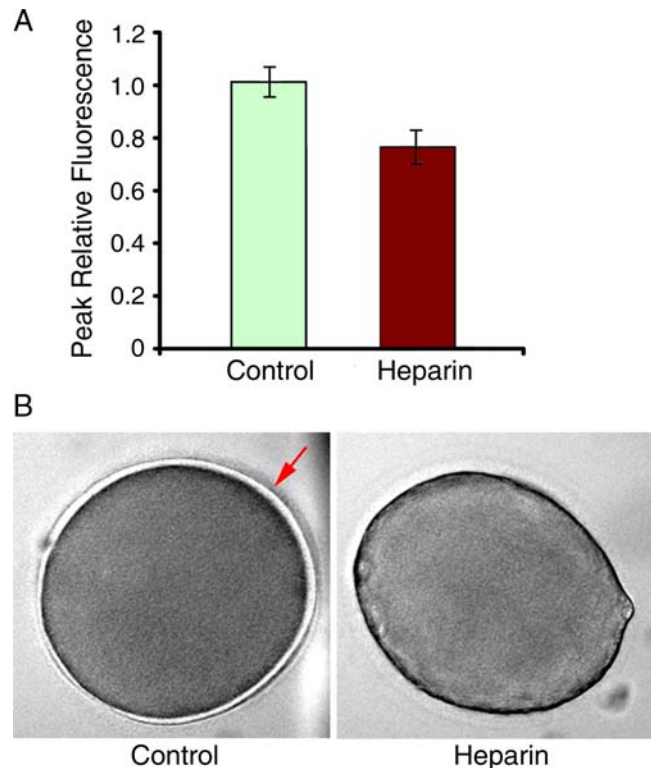 A
Peak Relative Fluorescence
1.2
1.0
0.8
0.6
0.4
0.2
0
Control Heparin
B
Control Heparin